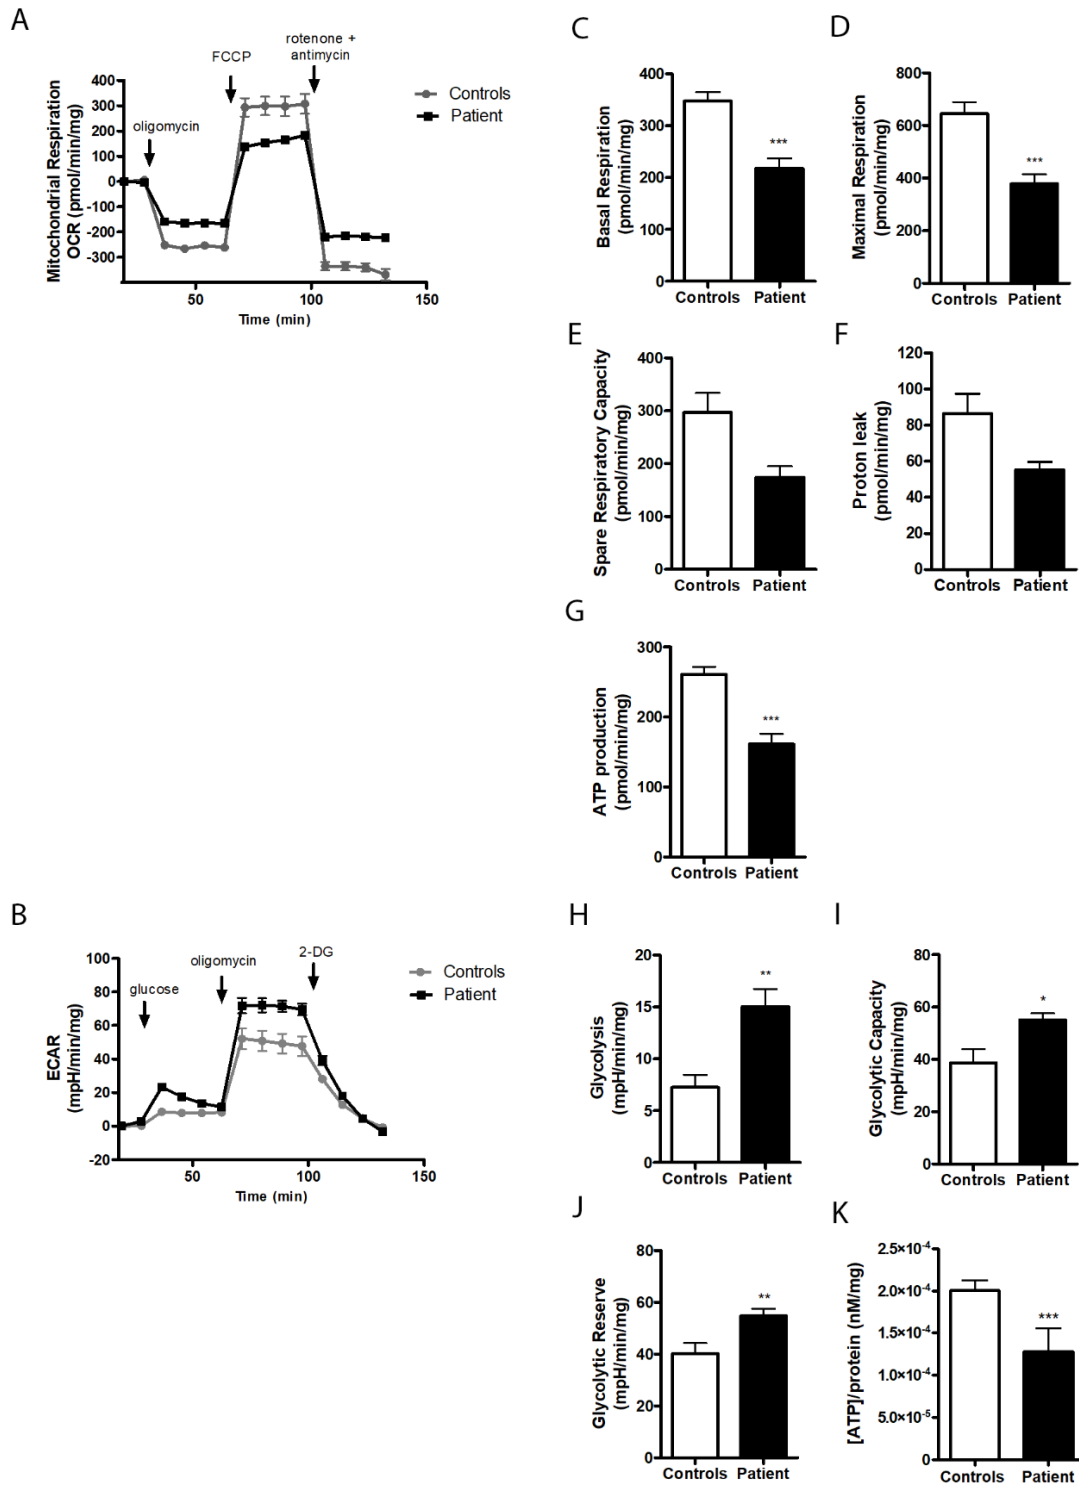 A
oligomycin
FCCP
rotenone +
antimycin
Controls
Patient
Mitochondrial Respiration
OCR (pmol/min/mg)
400
300
200
100
0
-100
-200
-300
50
100
150
Time (min)
C
Basal Respiration
(pmol/min/mg)
400
300
200
100
0
***
Controls
Patient
D
Maximal Respiration
(pmol/min/mg)
800
600
400
200
0
***
Controls
Patient
E
Spare Respiratory Capacity
(pmol/min/mg)
400
300
200
100
0
Controls
Patient
F
Proton leak
(pmol/min/mg)
120
100
80
60
40
20
0
Controls
Patient
G
ATP production
(pmol/min/mg)
300
200
100
0
***
Controls Patient
B
glucose
oligomycin
2-DG
Controls
Patient
ECAR
(mpH/min/mg)
100
80
60
40
20
0
-20
50
100
150
Time (min)
H
Glycolysis
(mpH/min/mg)
20
15
10
5
0
**
Controls
Patient
I
Glycolytic Capacity
(mpH/min/mg)
80
60
40
20
0
*
Controls
Patient
J
Glycolytic Reserve
(mpH/min/mg)
80
60
40
20
0
**
Controls Patient
K
[ATP]/protein (nM/mg)
2.5×10-4
2.0×10-4
1.5×10-4
1.0×10-4
5.0×10-5
0
***
Controls
Patient